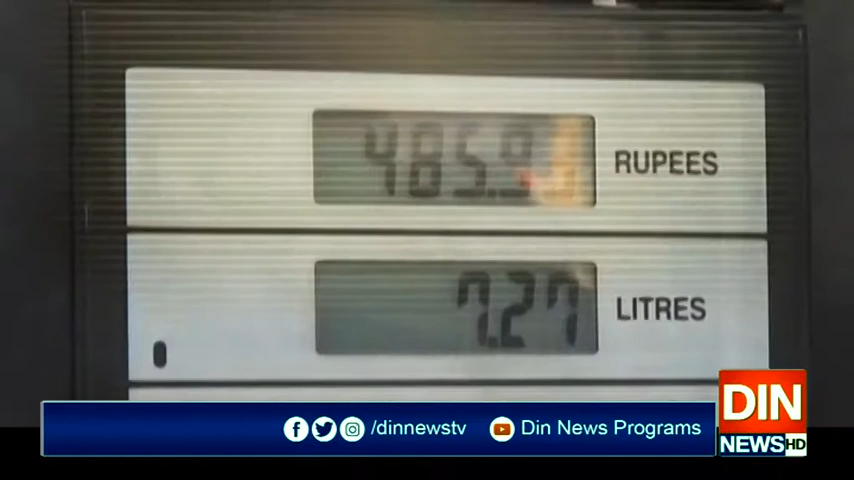 485.9
RUPEES
7.27
LITRES
/dinnewstv
Din News Programs
DIN
NEWS HD